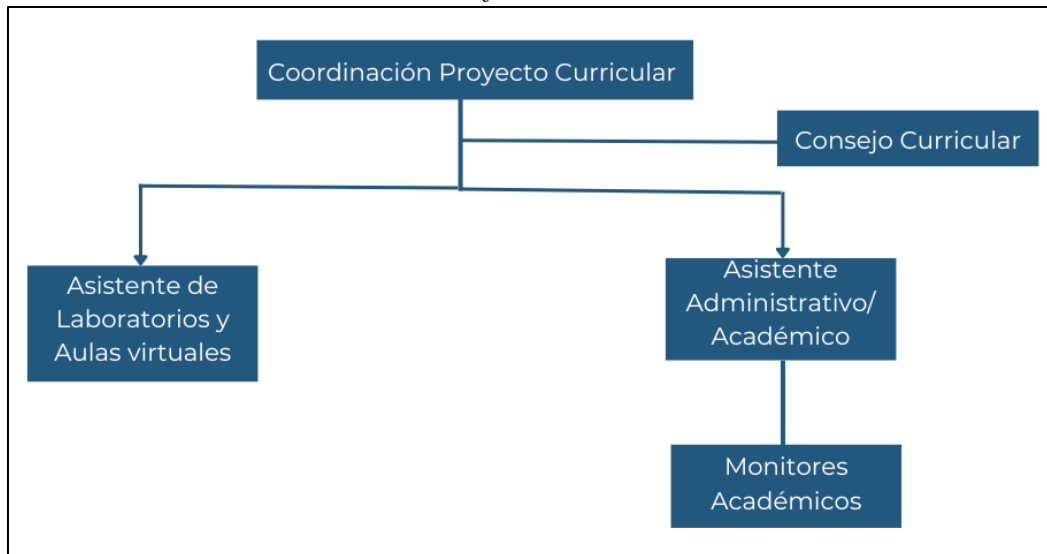 Coordinación Proyecto Curricular
Consejo Curricular
Asistente de
Laboratorios y
Aulas virtuales
Asistente
Administrativo/
Académico
Monitores
Académicos